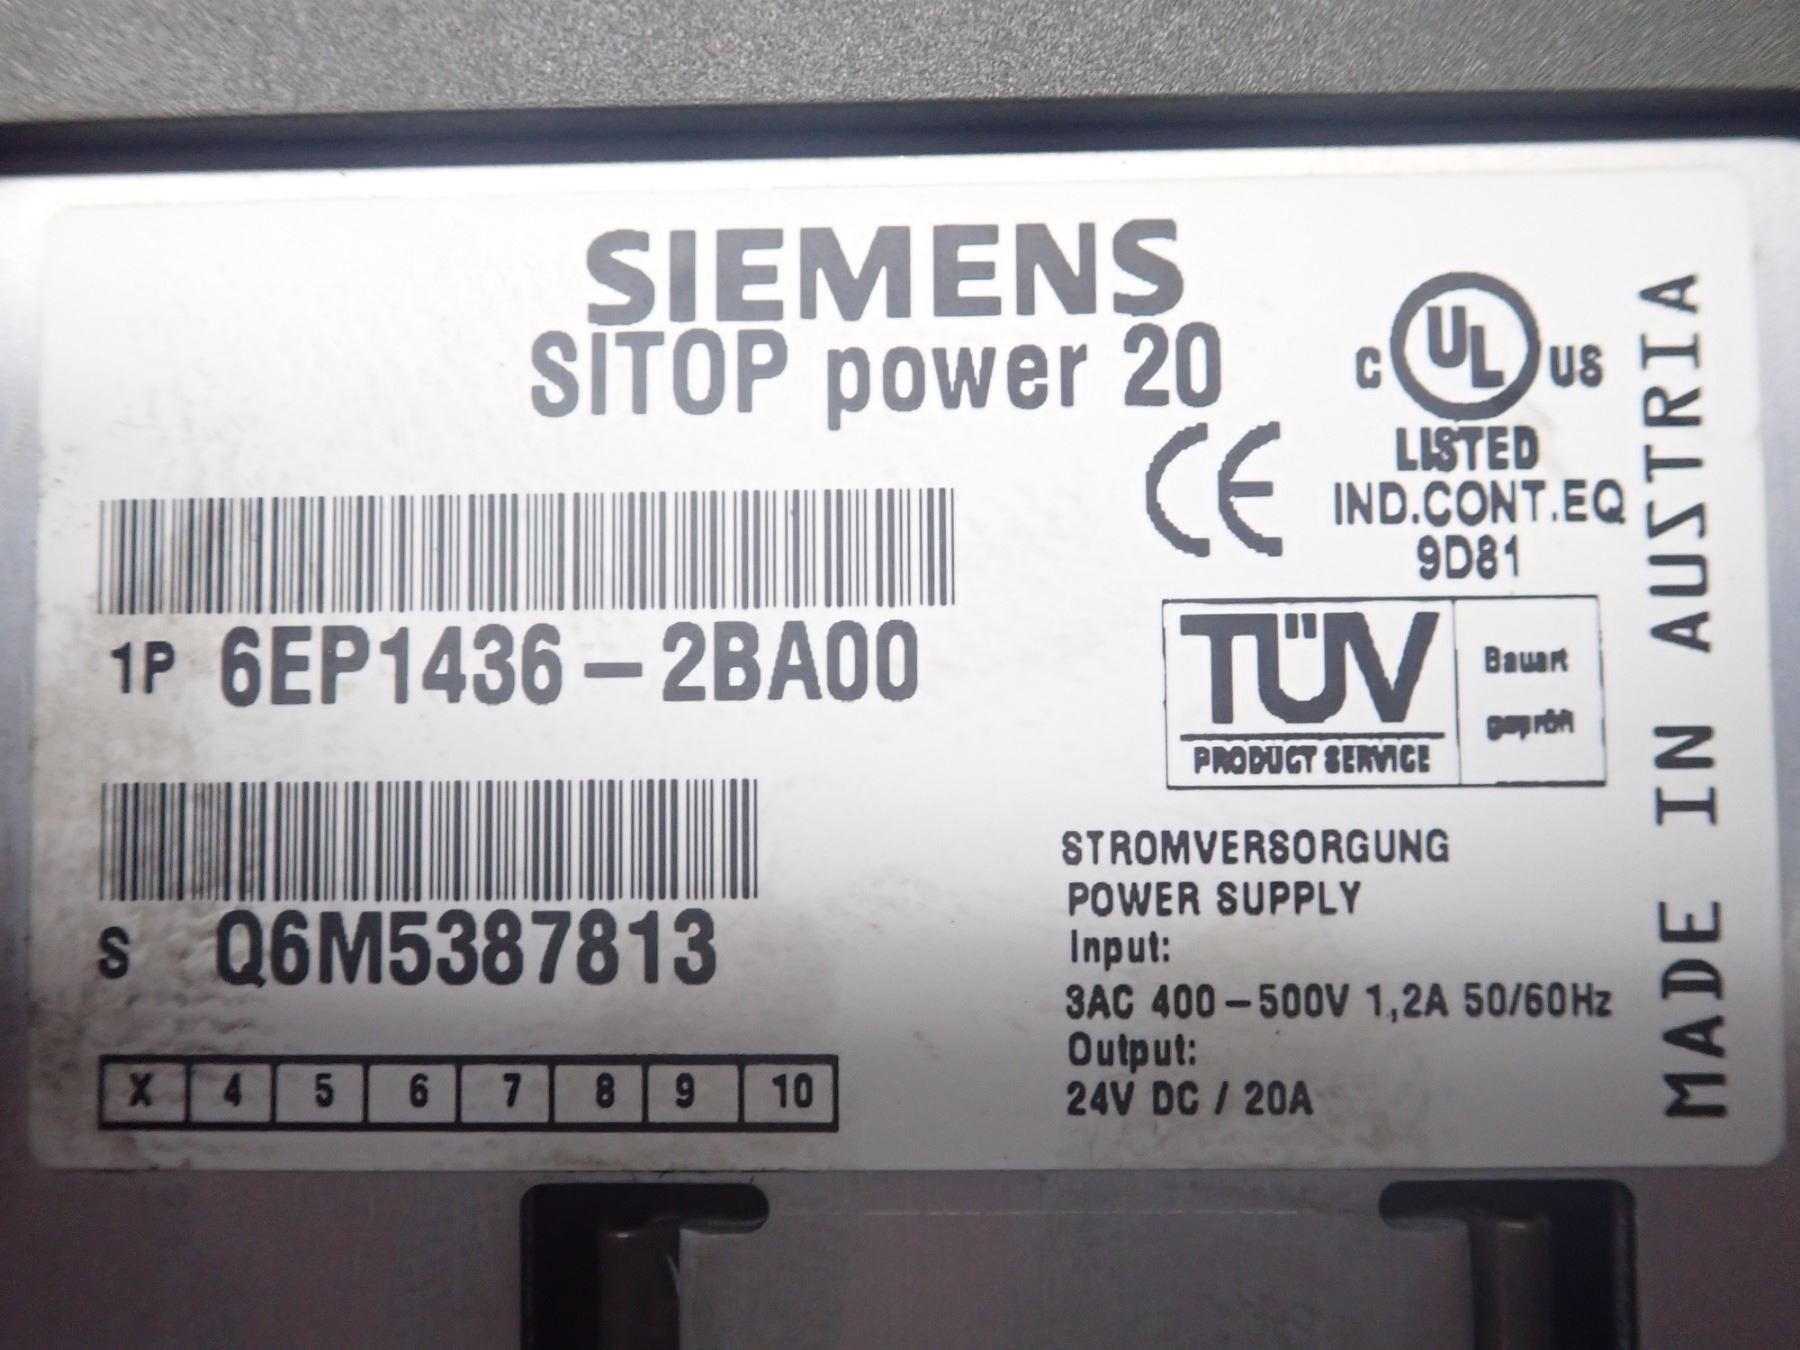 SIEMENS
SITOP power 20
C UL US
LISTED
IND.CONT.EQ
9D81
CE
1P 6EP1436-2BA00
TÜV
PRODUCT SERVICE
Bauart
geprüft
S Q6M5387813
X 4 5 6 7 8 9 10
STROMVERSORGUNG
POWER SUPPLY
Input:
3AC 400-500V 1,2A 50/60Hz
Output:
24V DC / 20A
MADE IN AUSTRIA